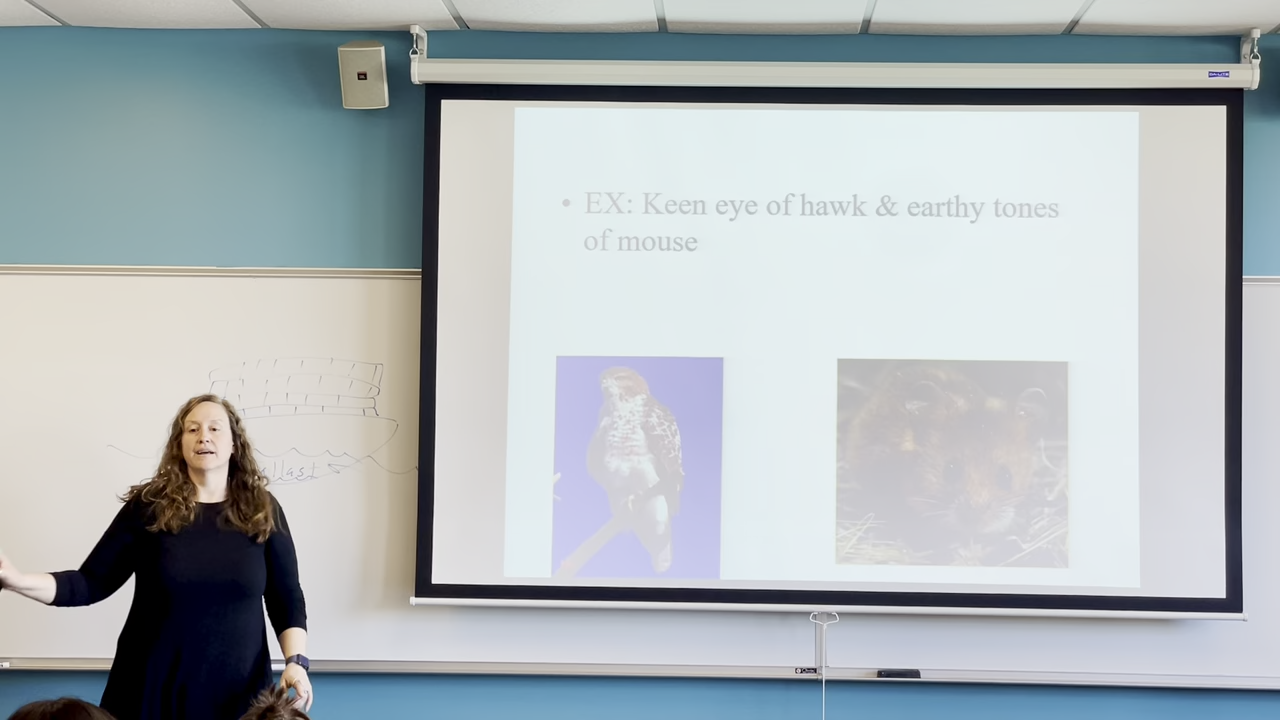 • EX: Keen eye of hawk & earthy tones
of mouse